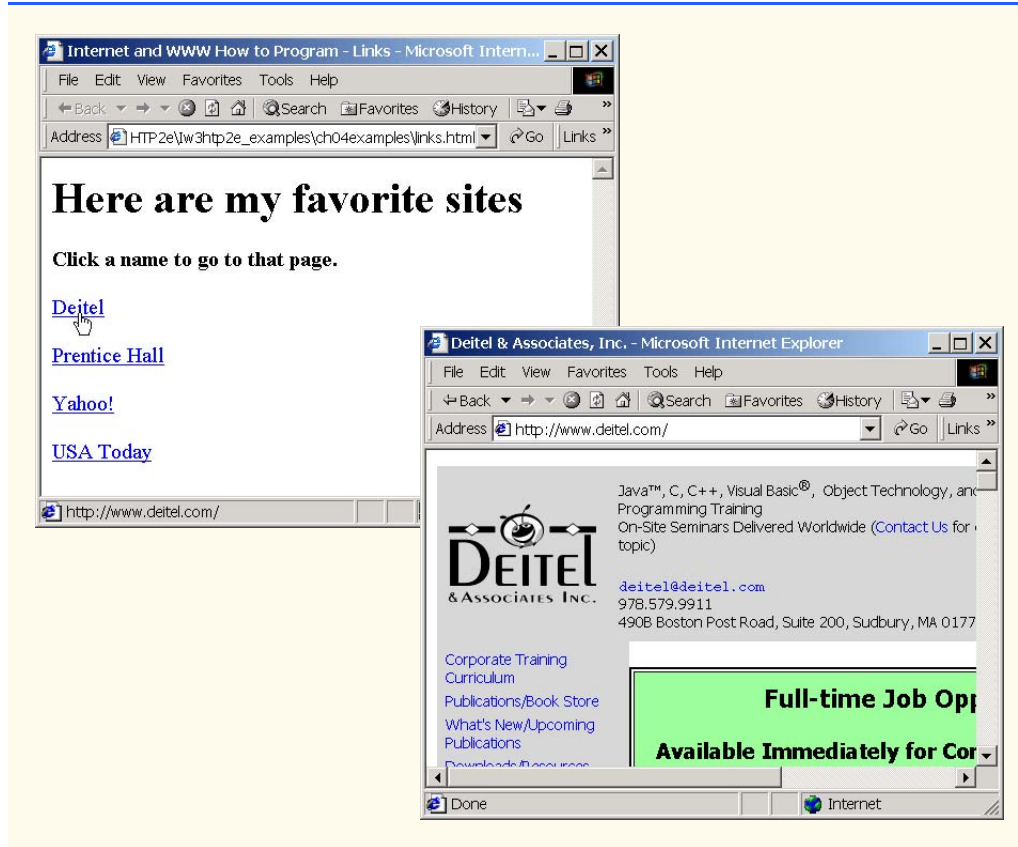 Internet and WWW How to Program - Links - Microsoft Intern...
File Edit View Favorites Tools Help
Back Search Favorites History »
Address HTP2e\Iw3htp2e_examples\ch04examples\links.html Go Links »
Here are my favorite sites
Click a name to go to that page.
Deitel
Prentice Hall
Yahoo!
USA Today
http://www.deitel.com/
Deitel & Associates, Inc. - Microsoft Internet Explorer
File Edit View Favorites Tools Help
Back Search Favorites History »
Address http://www.deitel.com/ Go Links »
DEITEL
& ASSOCIATES INC.
Java™, C, C++, Visual Basic®, Object Technology, and
Programming Training
On-Site Seminars Delivered Worldwide (Contact Us for
topic)
deitel@deitel.com
978.579.9911
490B Boston Post Road, Suite 200, Sudbury, MA 0177
Corporate Training
Curriculum
Publications/Book Store
What's New/Upcoming
Publications
Downloads/Resources
Full-time Job Opp
Available Immediately for Cor
Done Internet